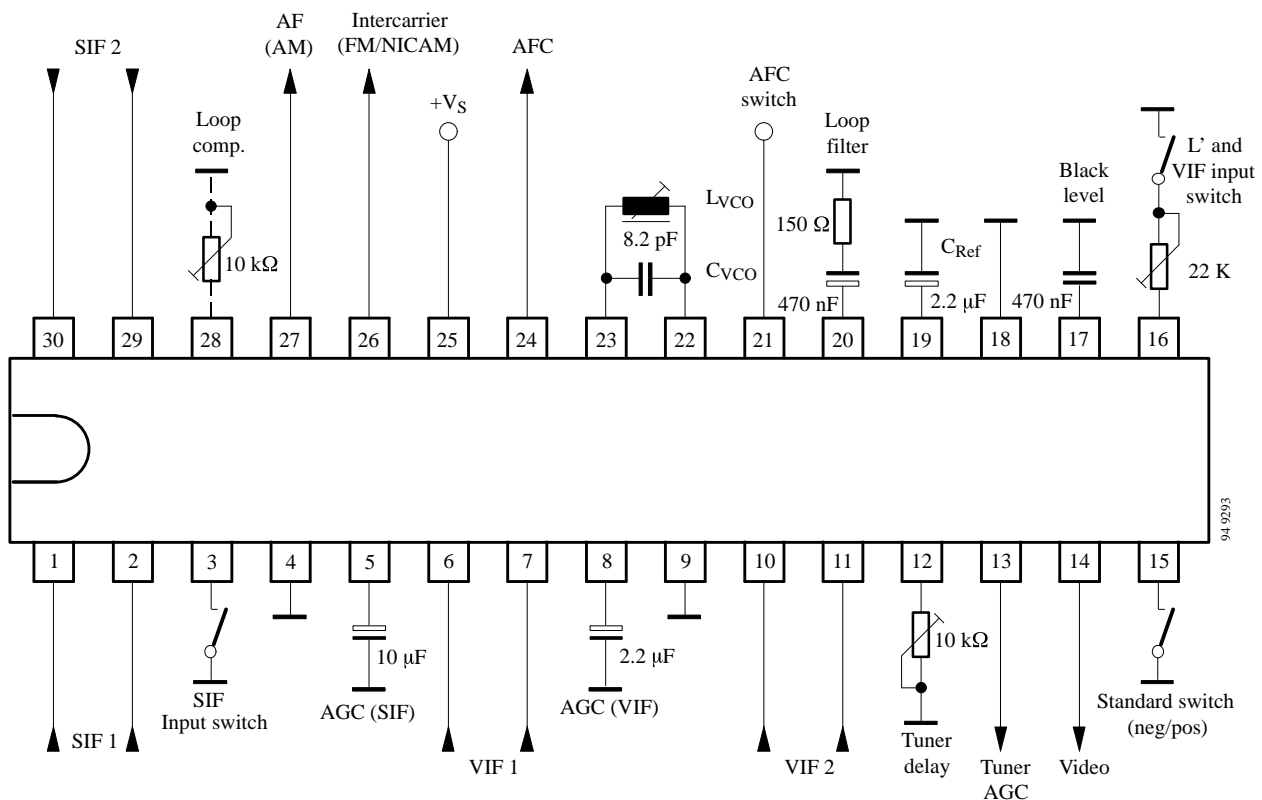 AF
(AM)
Intercarrier
(FM/NICAM)
AFC
SIF 2
+VS
AFC
switch
Loop
comp.
Loop
filter
L’ and
VIF input
switch
Black
level
LVCO
8.2 pF
CVCO
150 Ω
CRef
10 kΩ
470 nF
2.2 µF
470 nF
22 K
30 29 28 27 26 25 24 23 22 21 20 19 18 17 16
94 9293
1 2 3 4 5 6 7 8 9 10 11 12 13 14 15
10 µF
2.2 µF
10 kΩ
SIF
Input switch
AGC (SIF)
AGC (VIF)
Standard switch
(neg/pos)
SIF 1
VIF 1
VIF 2
Tuner
delay
Tuner
AGC
Video